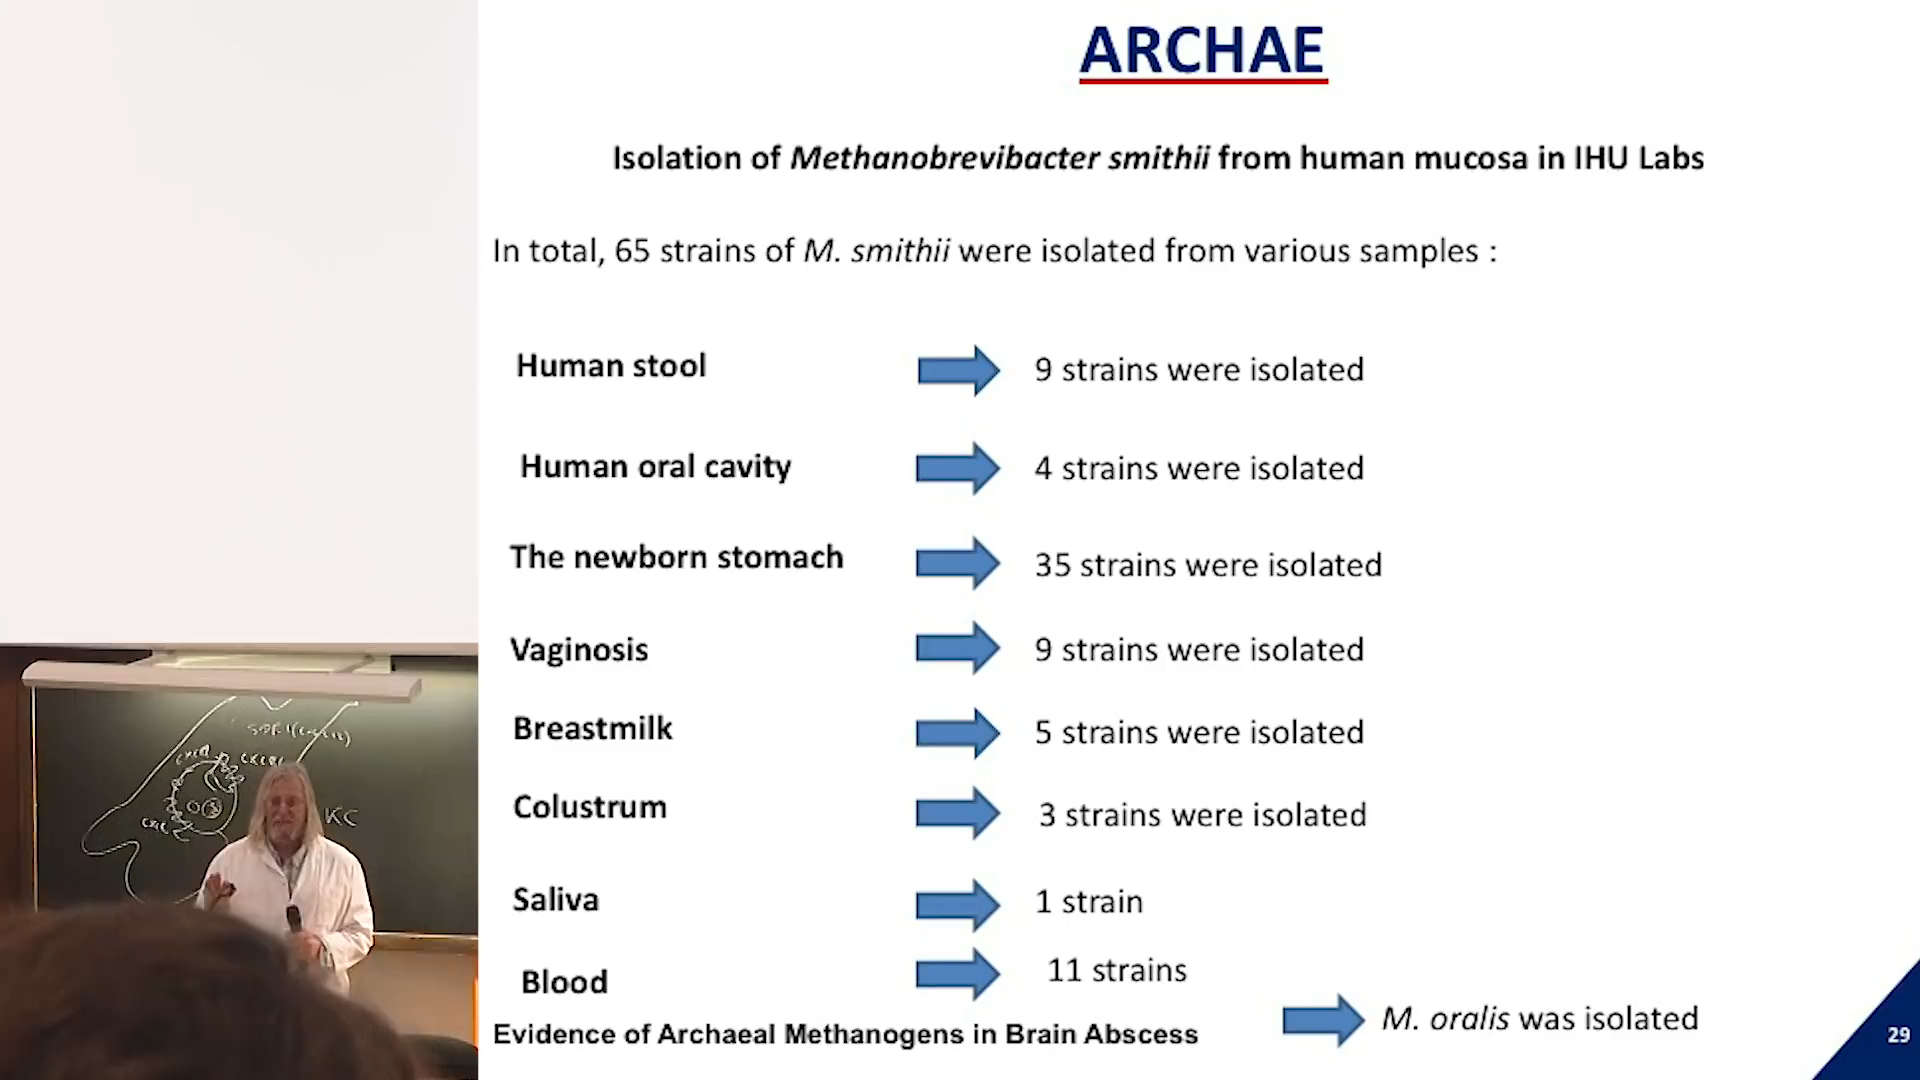 ARCHAE
Isolation of Methanobrevibacter smithii from human mucosa in IHU Labs
In total, 65 strains of M. smithii were isolated from various samples :
Human stool 9 strains were isolated
Human oral cavity 4 strains were isolated
The newborn stomach 35 strains were isolated
Vaginosis 9 strains were isolated
Breastmilk 5 strains were isolated
Colustrum 3 strains were isolated
Saliva 1 strain
Blood 11 strains
Evidence of Archaeal Methanogens in Brain Abscess M. oralis was isolated
29
KC